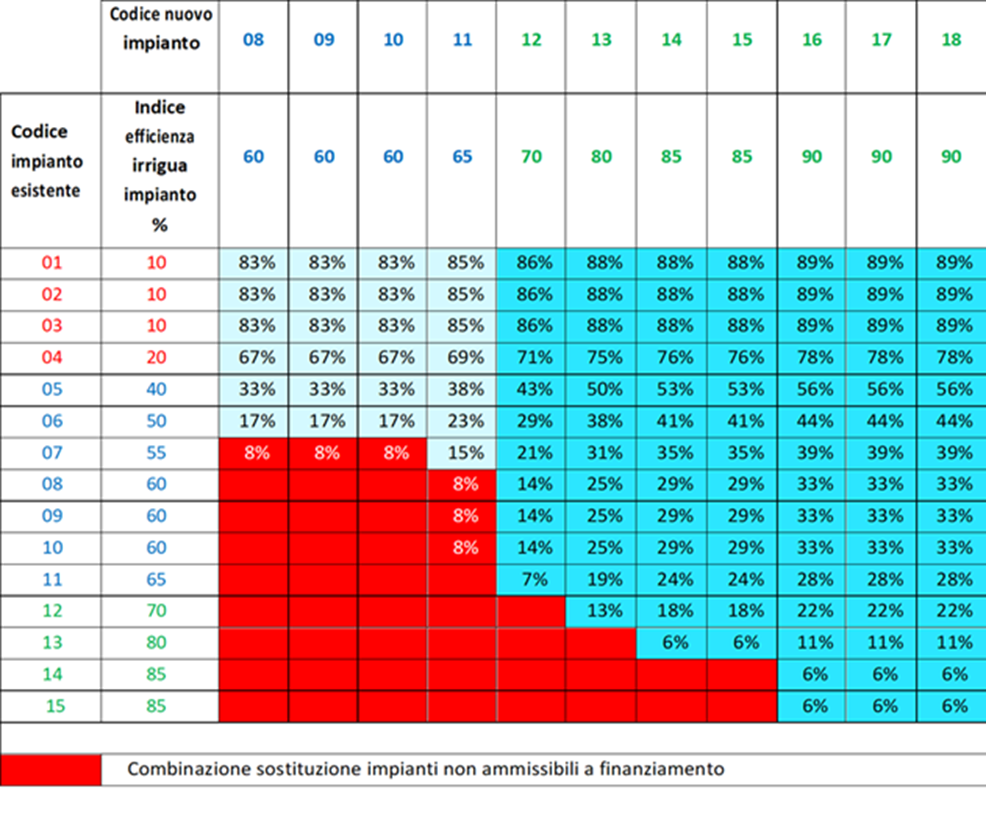 Codice nuovo
impianto 08 09 10 11 12 13 14 15 16 17 18
Codice
impianto
esistente
Indice
efficienza
irrigua
impianto
%
60 60 60 65 70 80 85 85 90 90 90
01 10 83% 83% 83% 85% 86% 88% 88% 88% 89% 89% 89%
02 10 83% 83% 83% 85% 86% 88% 88% 88% 89% 89% 89%
03 10 83% 83% 83% 85% 86% 88% 88% 88% 89% 89% 89%
04 20 67% 67% 67% 69% 71% 75% 76% 76% 78% 78% 78%
05 40 33% 33% 33% 38% 43% 50% 53% 53% 56% 56% 56%
06 50 17% 17% 17% 23% 29% 38% 41% 41% 44% 44% 44%
07 55 8% 8% 8% 15% 21% 31% 35% 35% 39% 39% 39%
08 60 8% 14% 25% 29% 29% 33% 33% 33%
09 60 8% 14% 25% 29% 29% 33% 33% 33%
10 60 8% 14% 25% 29% 29% 33% 33% 33%
11 65 7% 19% 24% 24% 28% 28% 28%
12 70 13% 18% 18% 22% 22% 22%
13 80 6% 6% 11% 11% 11%
14 85 6% 6% 6%
15 85 6% 6% 6%
Combinazione sostituzione impianti non ammissibili a finanziamento